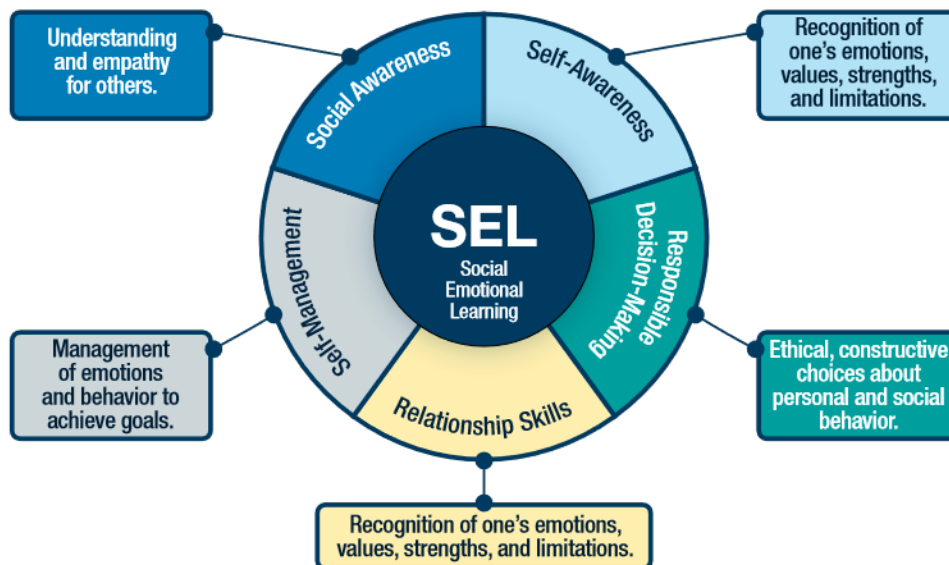 Understanding
and empathy
for others.
Social Awareness
Self-Awareness
Recognition of
one's emotions,
values, strengths,
and limitations.
SEL
Social
Emotional
Learning
Self-Management
Responsible
Decision-Making
Relationship Skills
Management
of emotions
and behavior to
achieve goals.
Ethical, constructive
choices about
personal and social
behavior.
Recognition of one's emotions,
values, strengths, and limitations.